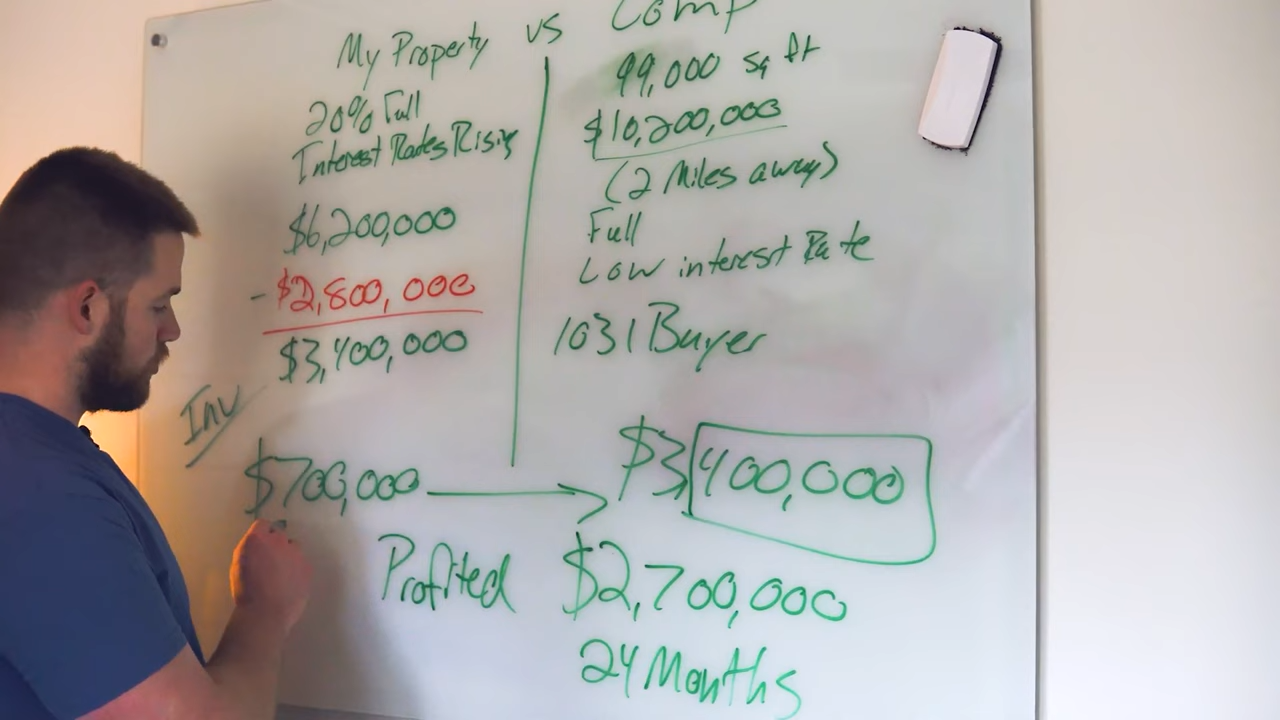 My Property vs Comp
20% Full
Interest Rates Rising
$6,200,000
- $2,800,000
$3,400,000
99,000 sq ft
$10,200,000
(2 Miles away)
Full
Low interest Rate
1031 Buyer
Inv
$700,000 → $3,400,000
Profited $2,700,000
24 Months